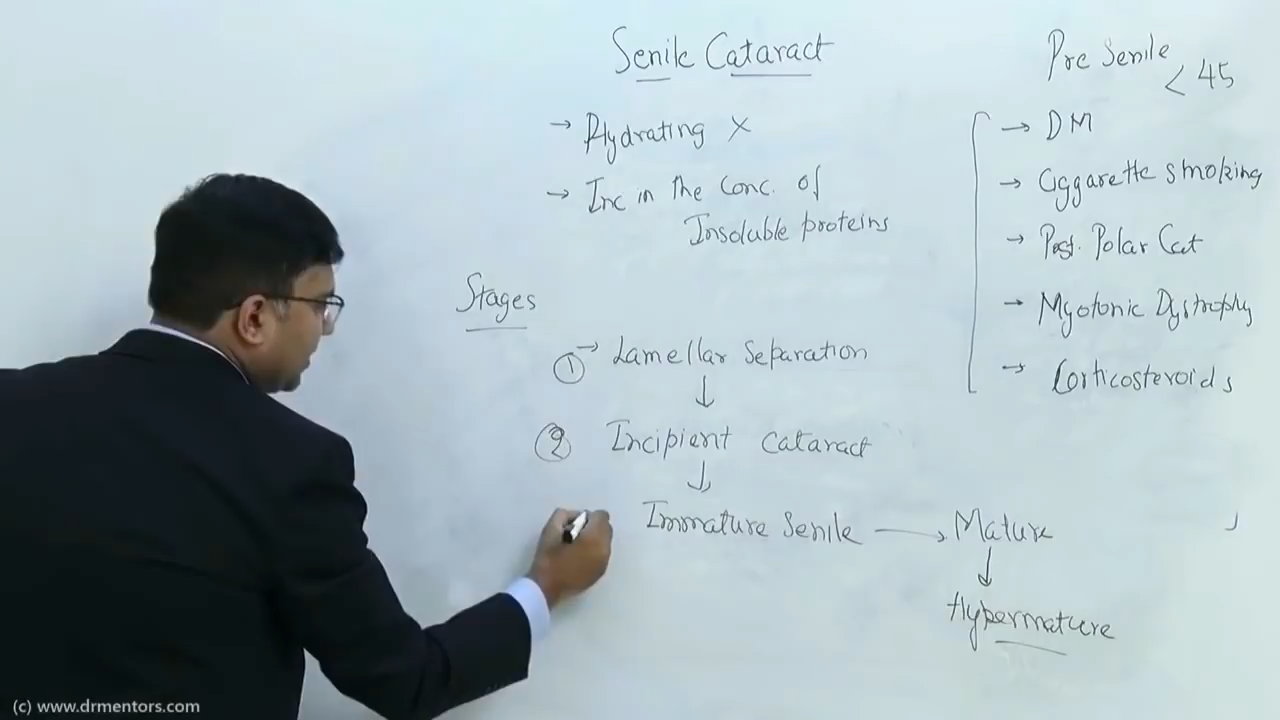 Senile Cataract
→ Hydrating X
→ Inc in the conc. of
Insoluble proteins
Stages
① → Lamellar Separation
↓
② Incipient cataract
↓
Immature Senile → Mature
↓
Hypermature
Pre Senile
< 45
→ DM
→ Ciggarette smoking
→ Post. Polar Cat
→ Myotonic Dystrophy
→ Corticosteroids
(c) www.drmentors.com